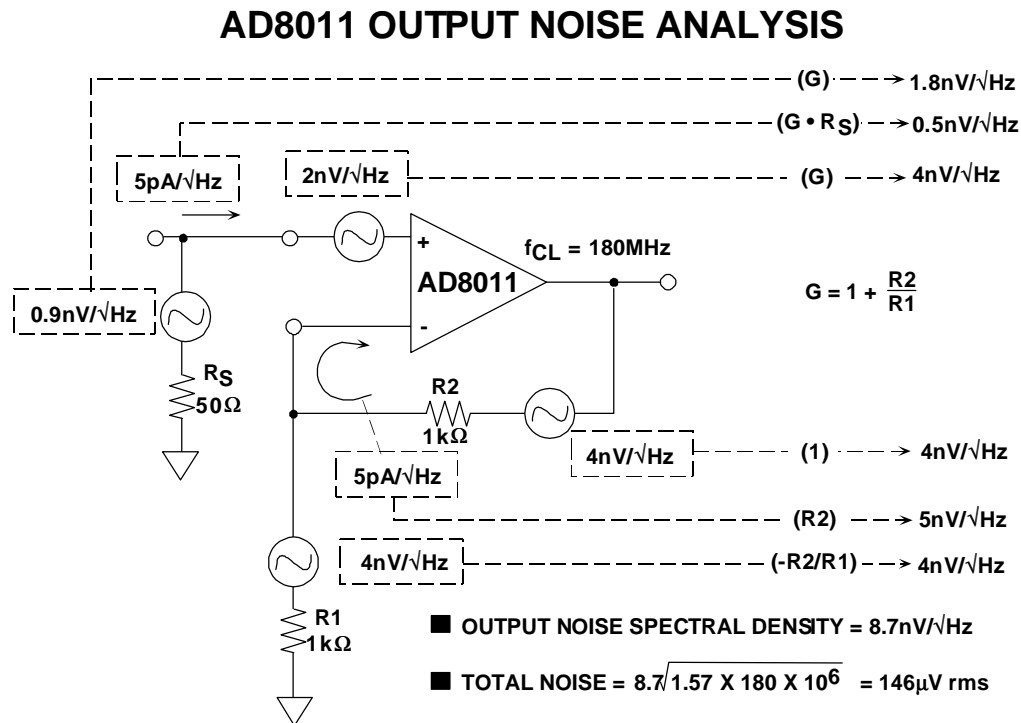 AD8011 OUTPUT NOISE ANALYSIS
(G)
1.8nV/√Hz
(G • RS)
0.5nV/√Hz
5pA/√Hz
2nV/√Hz
(G)
4nV/√Hz
+
fCL = 180MHz
AD8011
G = 1 + R2
R1
0.9nV/√Hz
-
RS
50Ω
R2
1kΩ
4nV/√Hz
(1)
4nV/√Hz
5pA/√Hz
(R2)
5nV/√Hz
4nV/√Hz
(-R2/R1)
4nV/√Hz
R1
1kΩ
■ OUTPUT NOISE SPECTRAL DENSITY = 8.7nV/√Hz
■ TOTAL NOISE = 8.7√1.57 X 180 X 10⁶ = 146µV rms